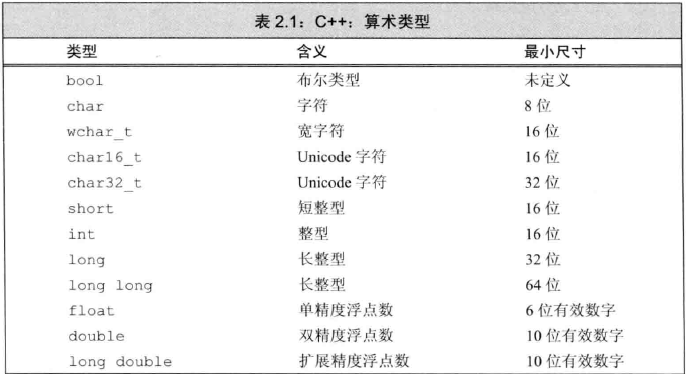 表 2.1：C++：算术类型
类型 含义 最小尺寸
bool 布尔类型 未定义
char 字符 8 位
wchar_t 宽字符 16 位
char16_t Unicode 字符 16 位
char32_t Unicode 字符 32 位
short 短整型 16 位
int 整型 16 位
long 长整型 32 位
long long 长整型 64 位
float 单精度浮点数 6 位有效数字
double 双精度浮点数 10 位有效数字
long double 扩展精度浮点数 10 位有效数字